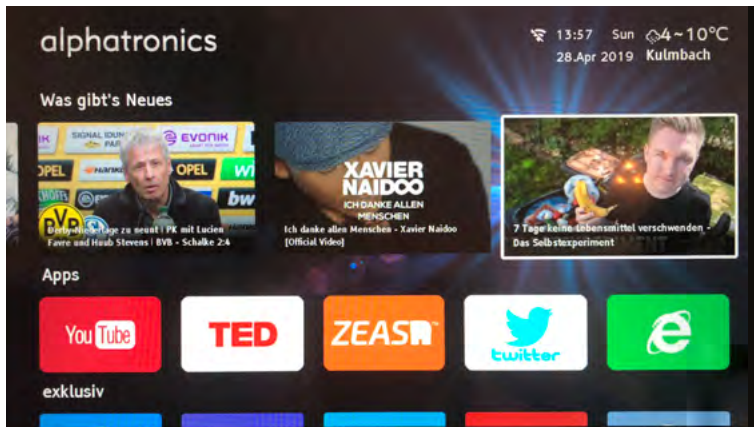 alphatronics
13:57 Sun 4~10°C
28.Apr 2019 Kulmbach
Was gibt's Neues
SIGNAL IDUNA
PARK
EVONIK
OPEL
HANKOOK
OPEL
bw
BVB
Derby-Niederlage zu neunt | PK mit Lucien
Favre und Huub Stevens | BVB - Schalke 2:4
XAVIER
NAIDOO
ICH DANKE ALLEN
MENSCHEN
Ich danke allen Menschen - Xavier Naidoo
[Official Video]
7 Tage keine Lebensmittel verschwenden -
Das Selbstexperiment
Apps
YouTube
TED
ZEASN
twitter
e
exklusiv